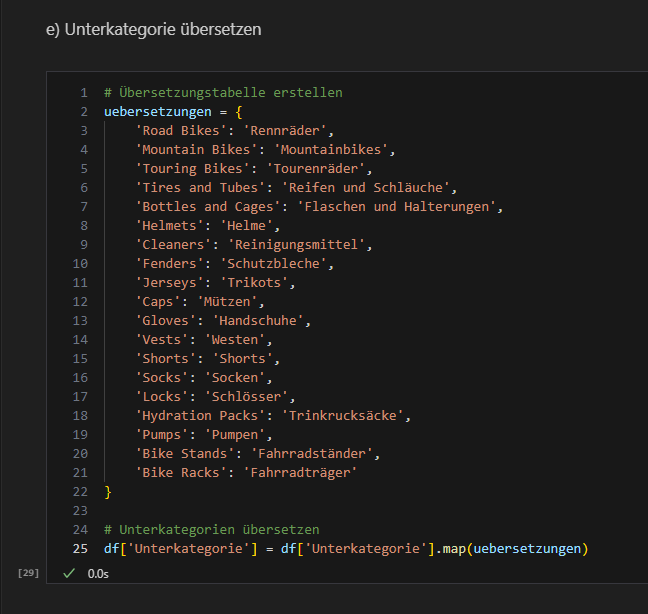 e) Unterkategorie übersetzen
1 # Übersetzungstabelle erstellen
2 uebersetzungen = {
3 'Road Bikes': 'Rennräder',
4 'Mountain Bikes': 'Mountainbikes',
5 'Touring Bikes': 'Tourenräder',
6 'Tires and Tubes': 'Reifen und Schläuche',
7 'Bottles and Cages': 'Flaschen und Halterungen',
8 'Helmets': 'Helme',
9 'Cleaners': 'Reinigungsmittel',
10 'Fenders': 'Schutzbleche',
11 'Jerseys': 'Trikots',
12 'Caps': 'Mützen',
13 'Gloves': 'Handschuhe',
14 'Vests': 'Westen',
15 'Shorts': 'Shorts',
16 'Socks': 'Socken',
17 'Locks': 'Schlösser',
18 'Hydration Packs': 'Trinkrucksäcke',
19 'Pumps': 'Pumpen',
20 'Bike Stands': 'Fahrradständer',
21 'Bike Racks': 'Fahrradträger'
22 }
23
24 # Unterkategorien übersetzen
25 df['Unterkategorie'] = df['Unterkategorie'].map(uebersetzungen)
[29] ✓ 0.0s